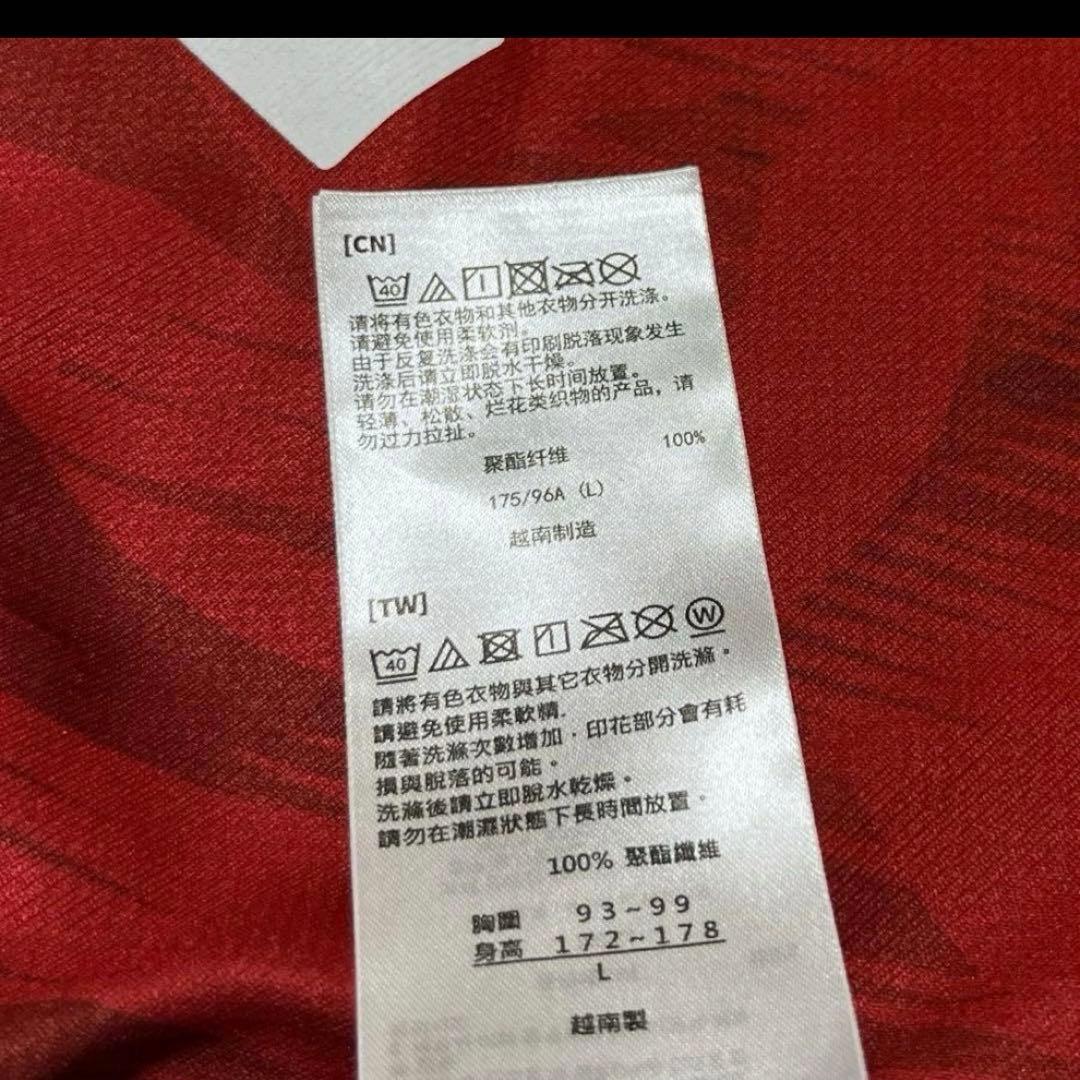 [CN]
40
请将有色衣物和其他衣物分开洗涤。
请避免使用柔软剂。
由于反复洗涤会有印刷脱落现象发生
洗涤后请立即脱水干燥。
请勿在潮湿状态下长时间放置。
轻薄、松散、烂花类织物的产品，请
勿过力拉扯。
聚酯纤维 100%
175/96A (L)
越南制造
[TW]
40 W
請將有色衣物與其它衣物分開洗滌。
請避免使用柔軟精.
隨著洗滌次數增加．印花部分會有耗
損與脫落的可能。
洗滌後請立即脫水乾燥。
請勿在潮濕狀態下長時間放置。
100% 聚酯纖維
胸圍 93~99
身高 172~178
L
越南製